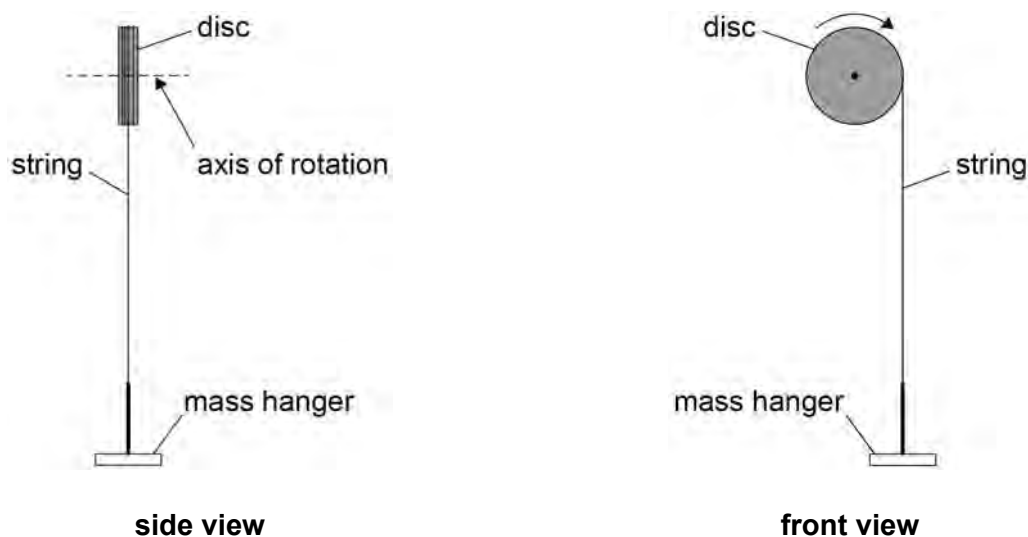 disc
axis of rotation
string
mass hanger
side view
disc
string
mass hanger
front view